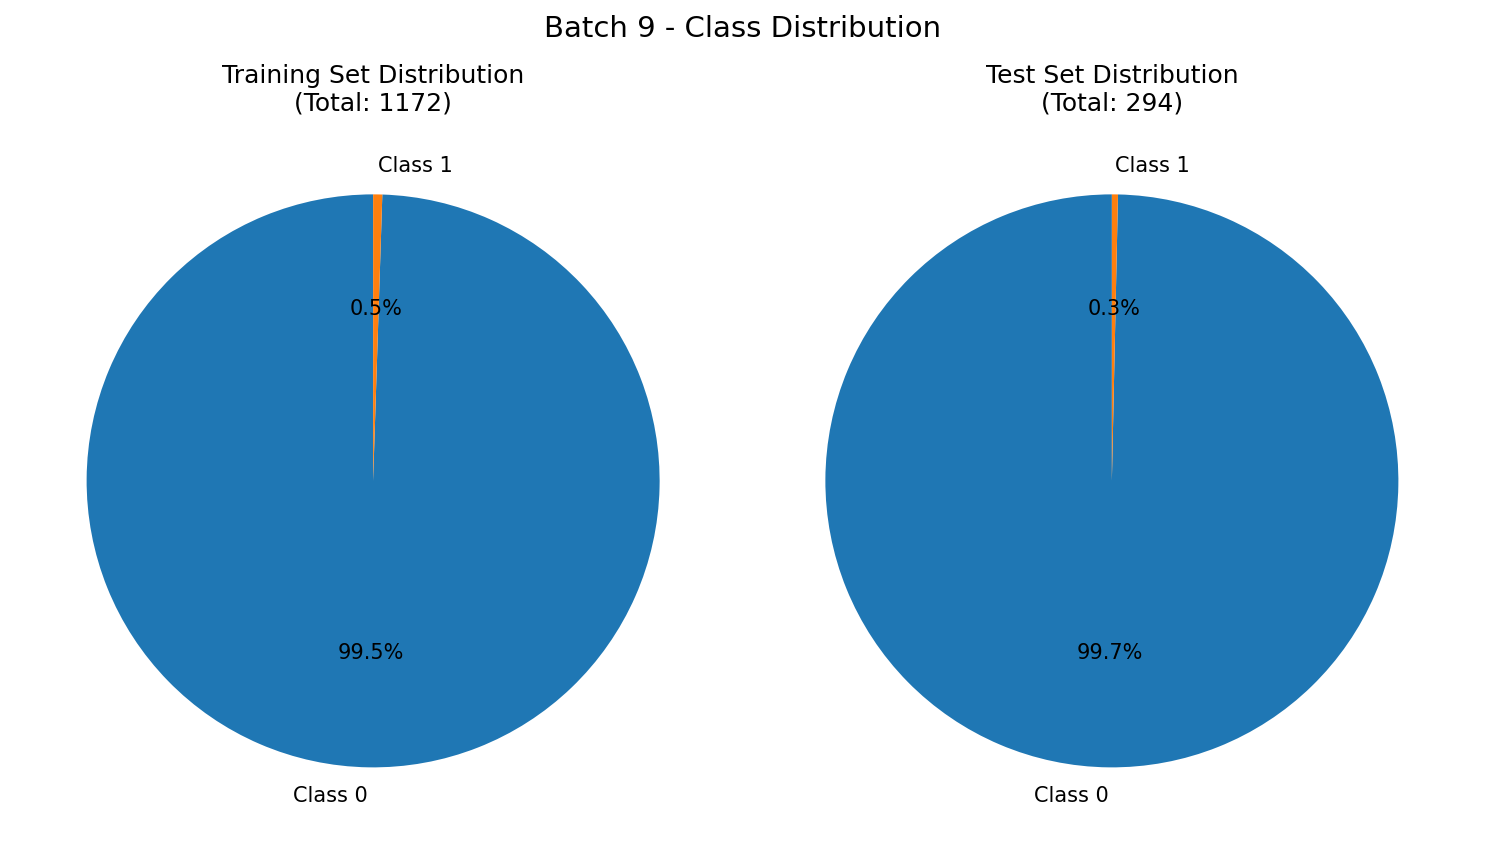 Batch 9 - Class Distribution
Training Set Distribution
(Total: 1172)
Class 1
0.5%
99.5%
Class 0
Test Set Distribution
(Total: 294)
Class 1
0.3%
99.7%
Class 0